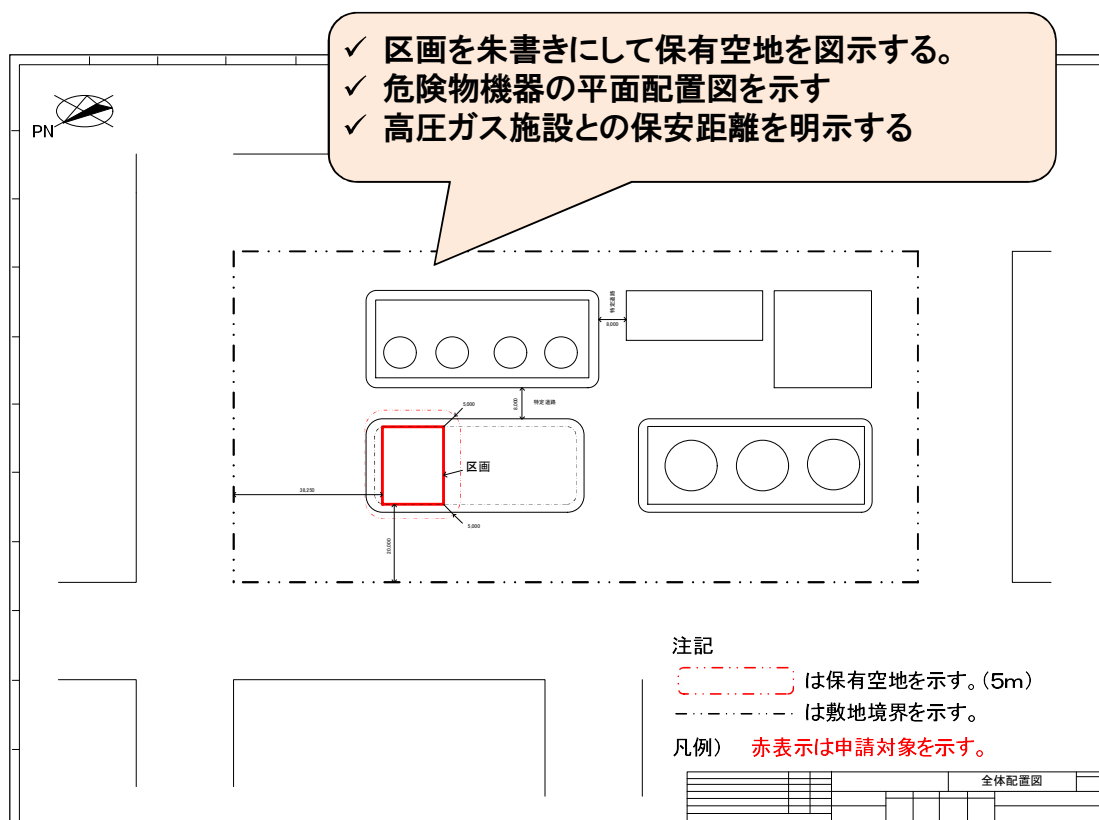 ✓ 区画を朱書きにして保有空地を図示する。
✓ 危険物機器の平面配置図を示す
✓ 高圧ガス施設との保安距離を明示する
PN
特定道路
8,000
8,000
特定道路
5,000
区画
30,250
5,000
20,000
注記
は保有空地を示す。(5m)
は敷地境界を示す。
凡例) 赤表示は申請対象を示す。
全体配置図